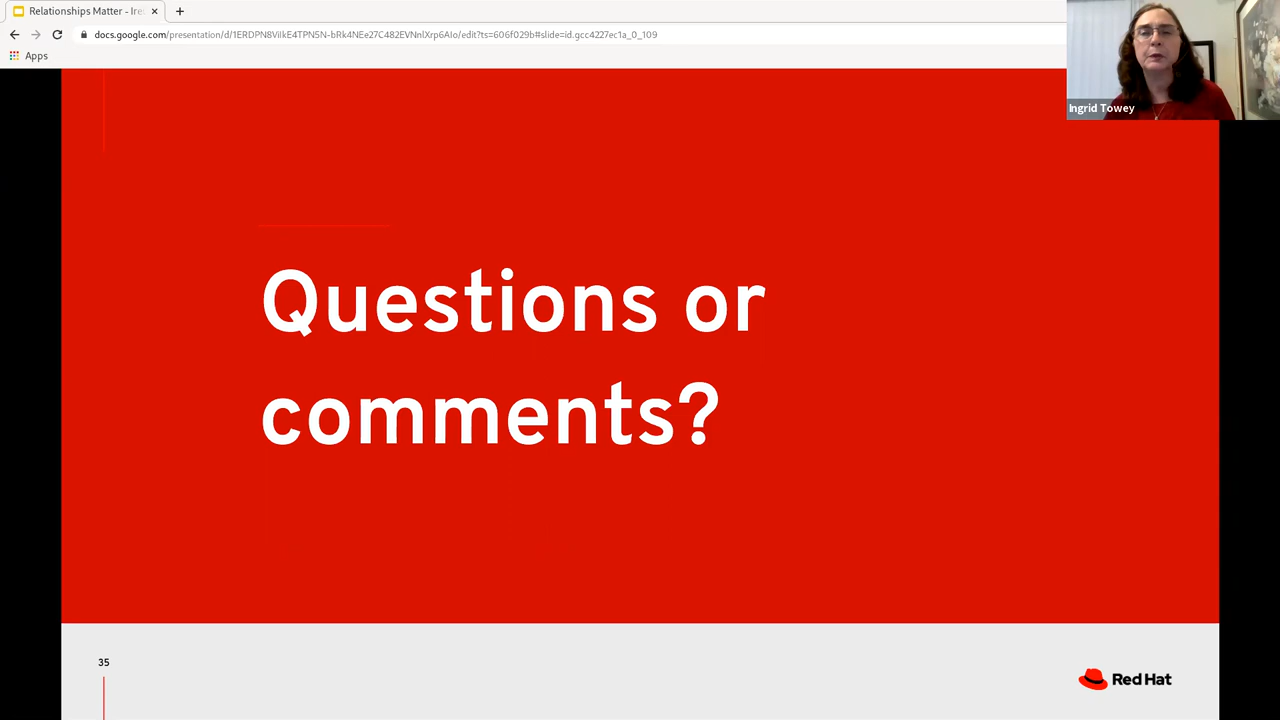 Relationships Matter - Ire
docs.google.com/presentation/d/1ERDPN8ViIkE4TPN5N-bRk4NEe27C482EVNnlXrp6AIo/edit?ts=606f029b#slide=id.gcc4227ec1a_0_109
Apps
Ingrid Towey
Questions or
comments?
35
Red Hat